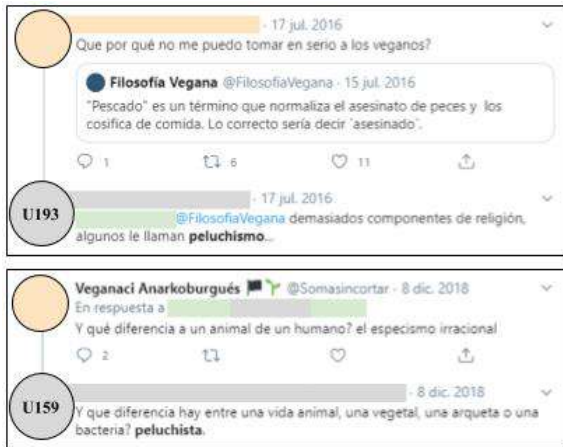 - 17 jul. 2016
Que por qué no me puedo tomar en serio a los veganos?
Filosofía Vegana @FilosofiaVegana · 15 jul. 2016
"Pescado" es un término que normaliza el asesinato de peces y los
cosifica de comida. Lo correcto sería decir ´asesinado´.
1 6 11
- 17 jul. 2016
U193
@FilosofiaVegana demasiados componentes de religión,
algunos le llaman peluchismo...
Veganaci Anarkoburgués @Somasincortar · 8 dic. 2018
En respuesta a
Y qué diferencia a un animal de un humano? el especismo irracional
2
- 8 dic. 2018
U159
Y que diferencia hay entre una vida animal, una vegetal, una arqueta o una
bacteria? peluchista.